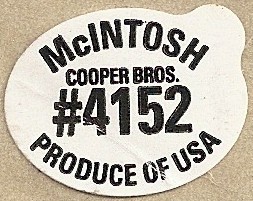 McINTOSH
COOPER BROS.
#4152
PRODUCE OF USA